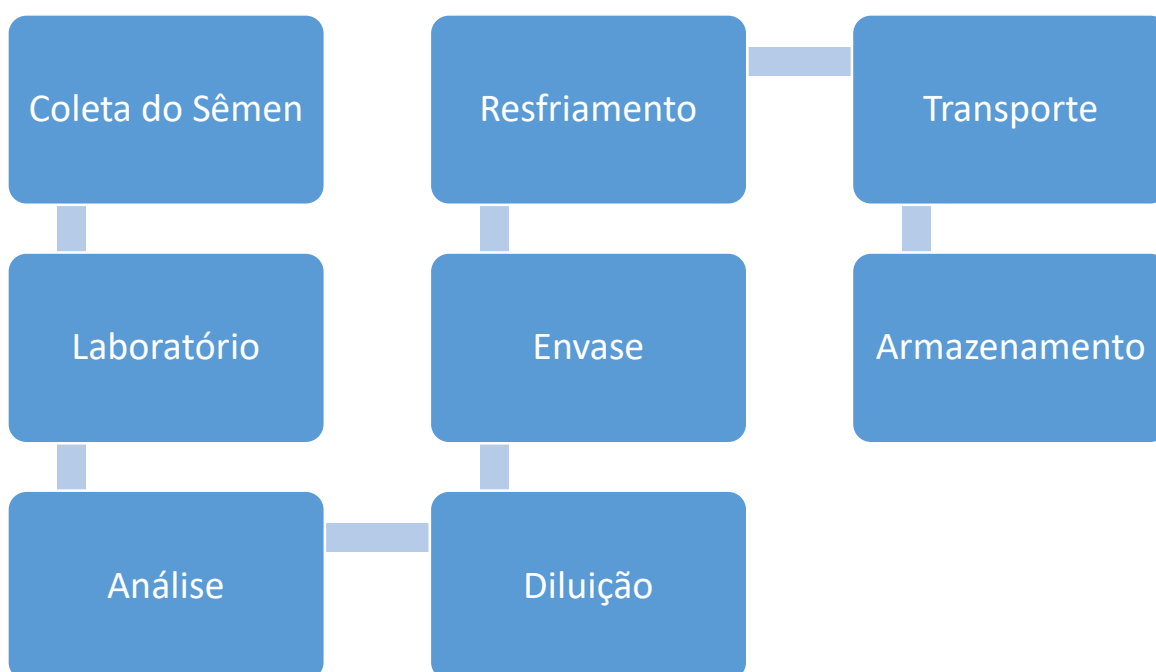 Coleta do Sêmen
Laboratório
Análise
Diluição
Envase
Resfriamento
Transporte
Armazenamento